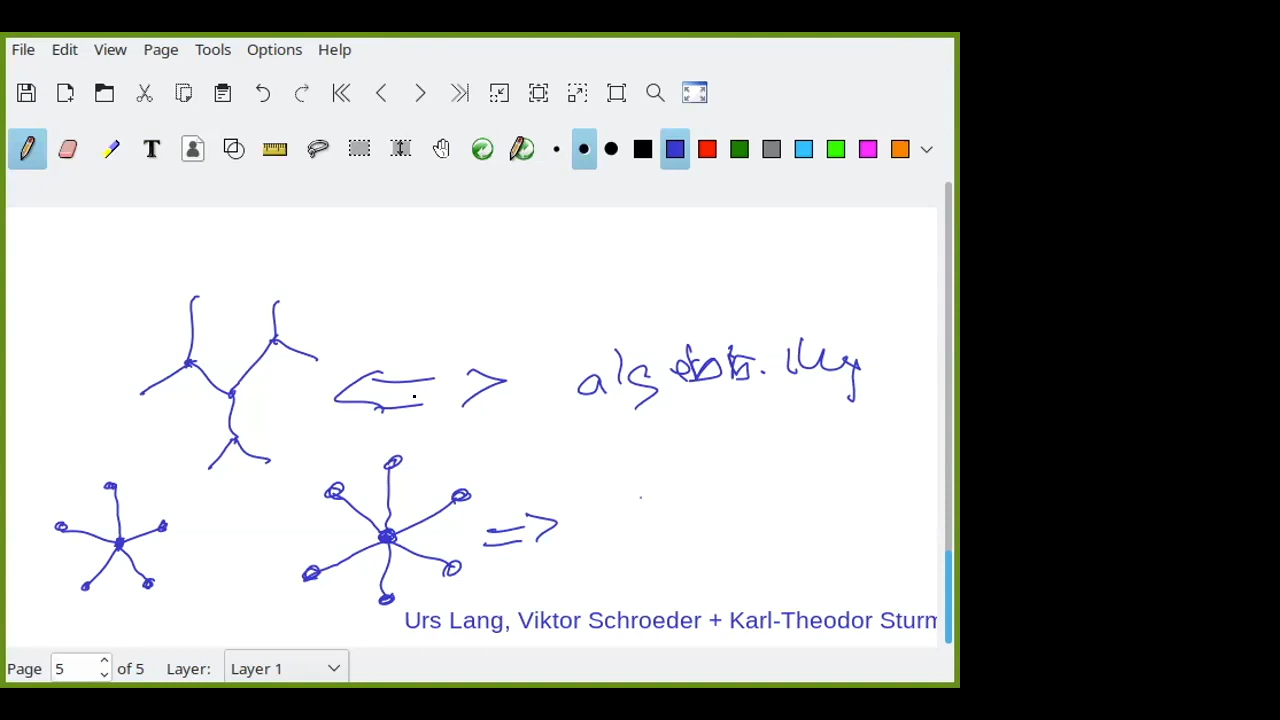 File Edit View Page Tools Options Help
T
<=>
alg
=>
Urs Lang, Viktor Schroeder + Karl-Theodor Sturm
Page 5 of 5 Layer: Layer 1